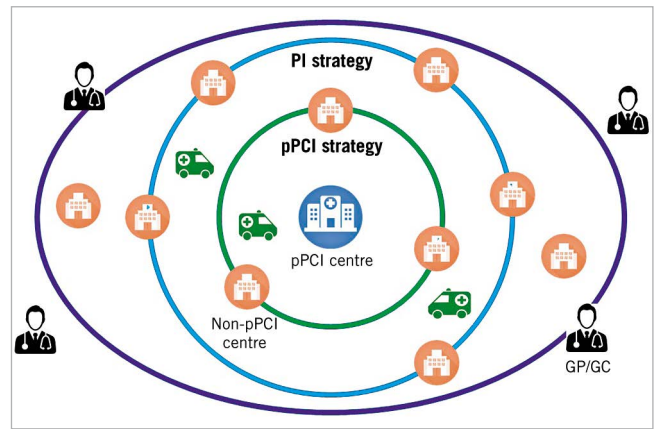 PI strategy
pPCI strategy
pPCI centre
Non-pPCI
centre
GP/GC